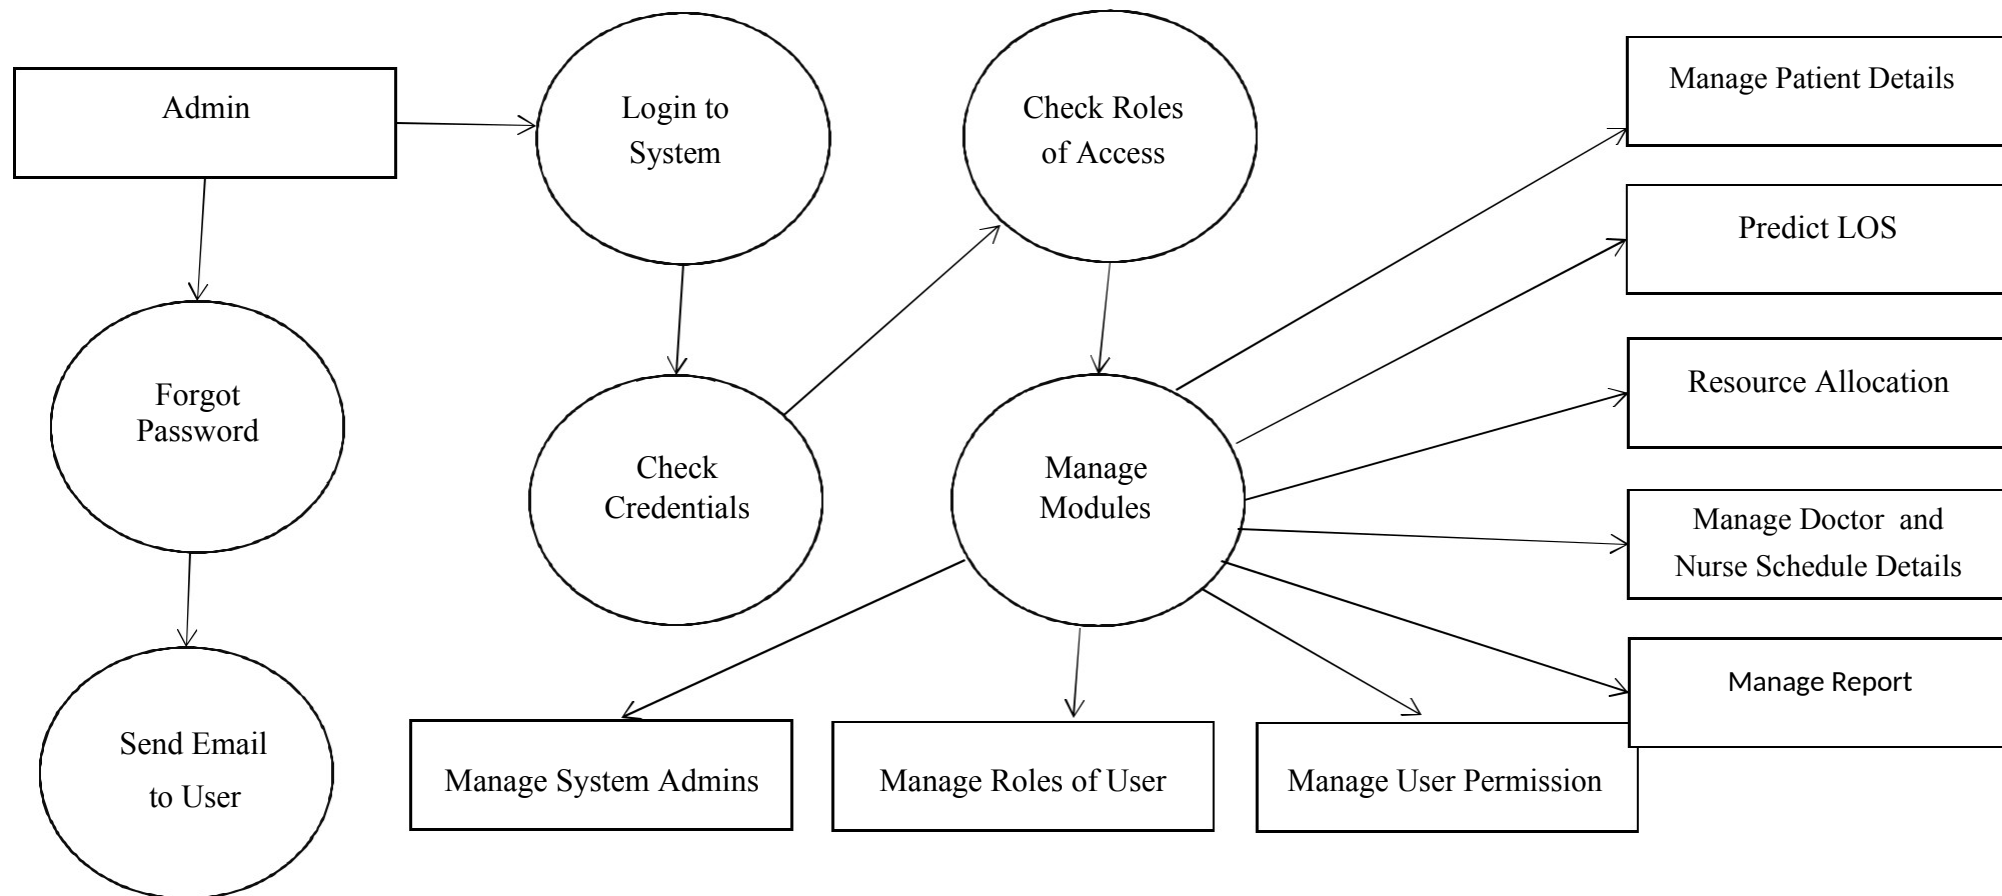 Admin
Login to
System
Check Roles
of Access
Manage Patient Details
Predict LOS
Resource Allocation
Forgot
Password
Check
Credentials
Manage
Modules
Manage Doctor and
Nurse Schedule Details
Manage Report
Send Email
to User
Manage System Admins
Manage Roles of User
Manage User Permission